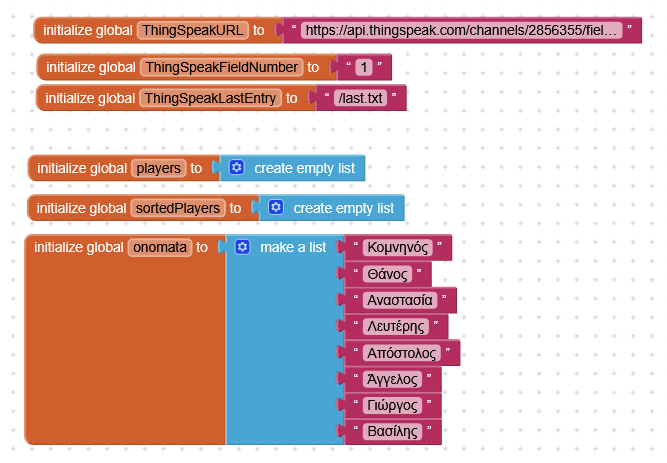 initialize global ThingSpeakURL to “ https://api.thingspeak.com/channels/2856355/fiel... ”
initialize global ThingSpeakFieldNumber to “ 1 ”
initialize global ThingSpeakLastEntry to “ /last.txt ”
initialize global players to create empty list
initialize global sortedPlayers to create empty list
initialize global onomata to make a list “ Κομνηνός ”
“ Θάνος ”
“ Αναστασία ”
“ Λευτέρης ”
“ Απόστολος ”
“ Άγγελος ”
“ Γιώργος ”
“ Βασίλης ”